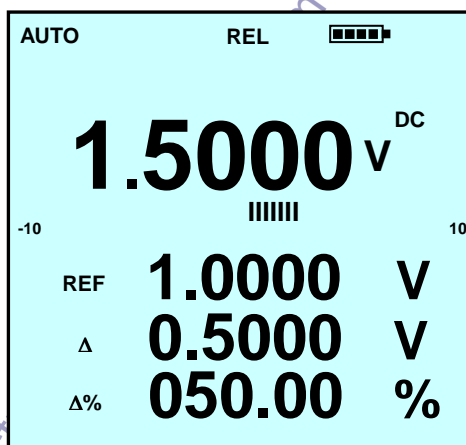 AUTO REL
1.5000 V DC
-10 10
REF 1.0000 V
Δ 0.5000 V
Δ% 050.00 %